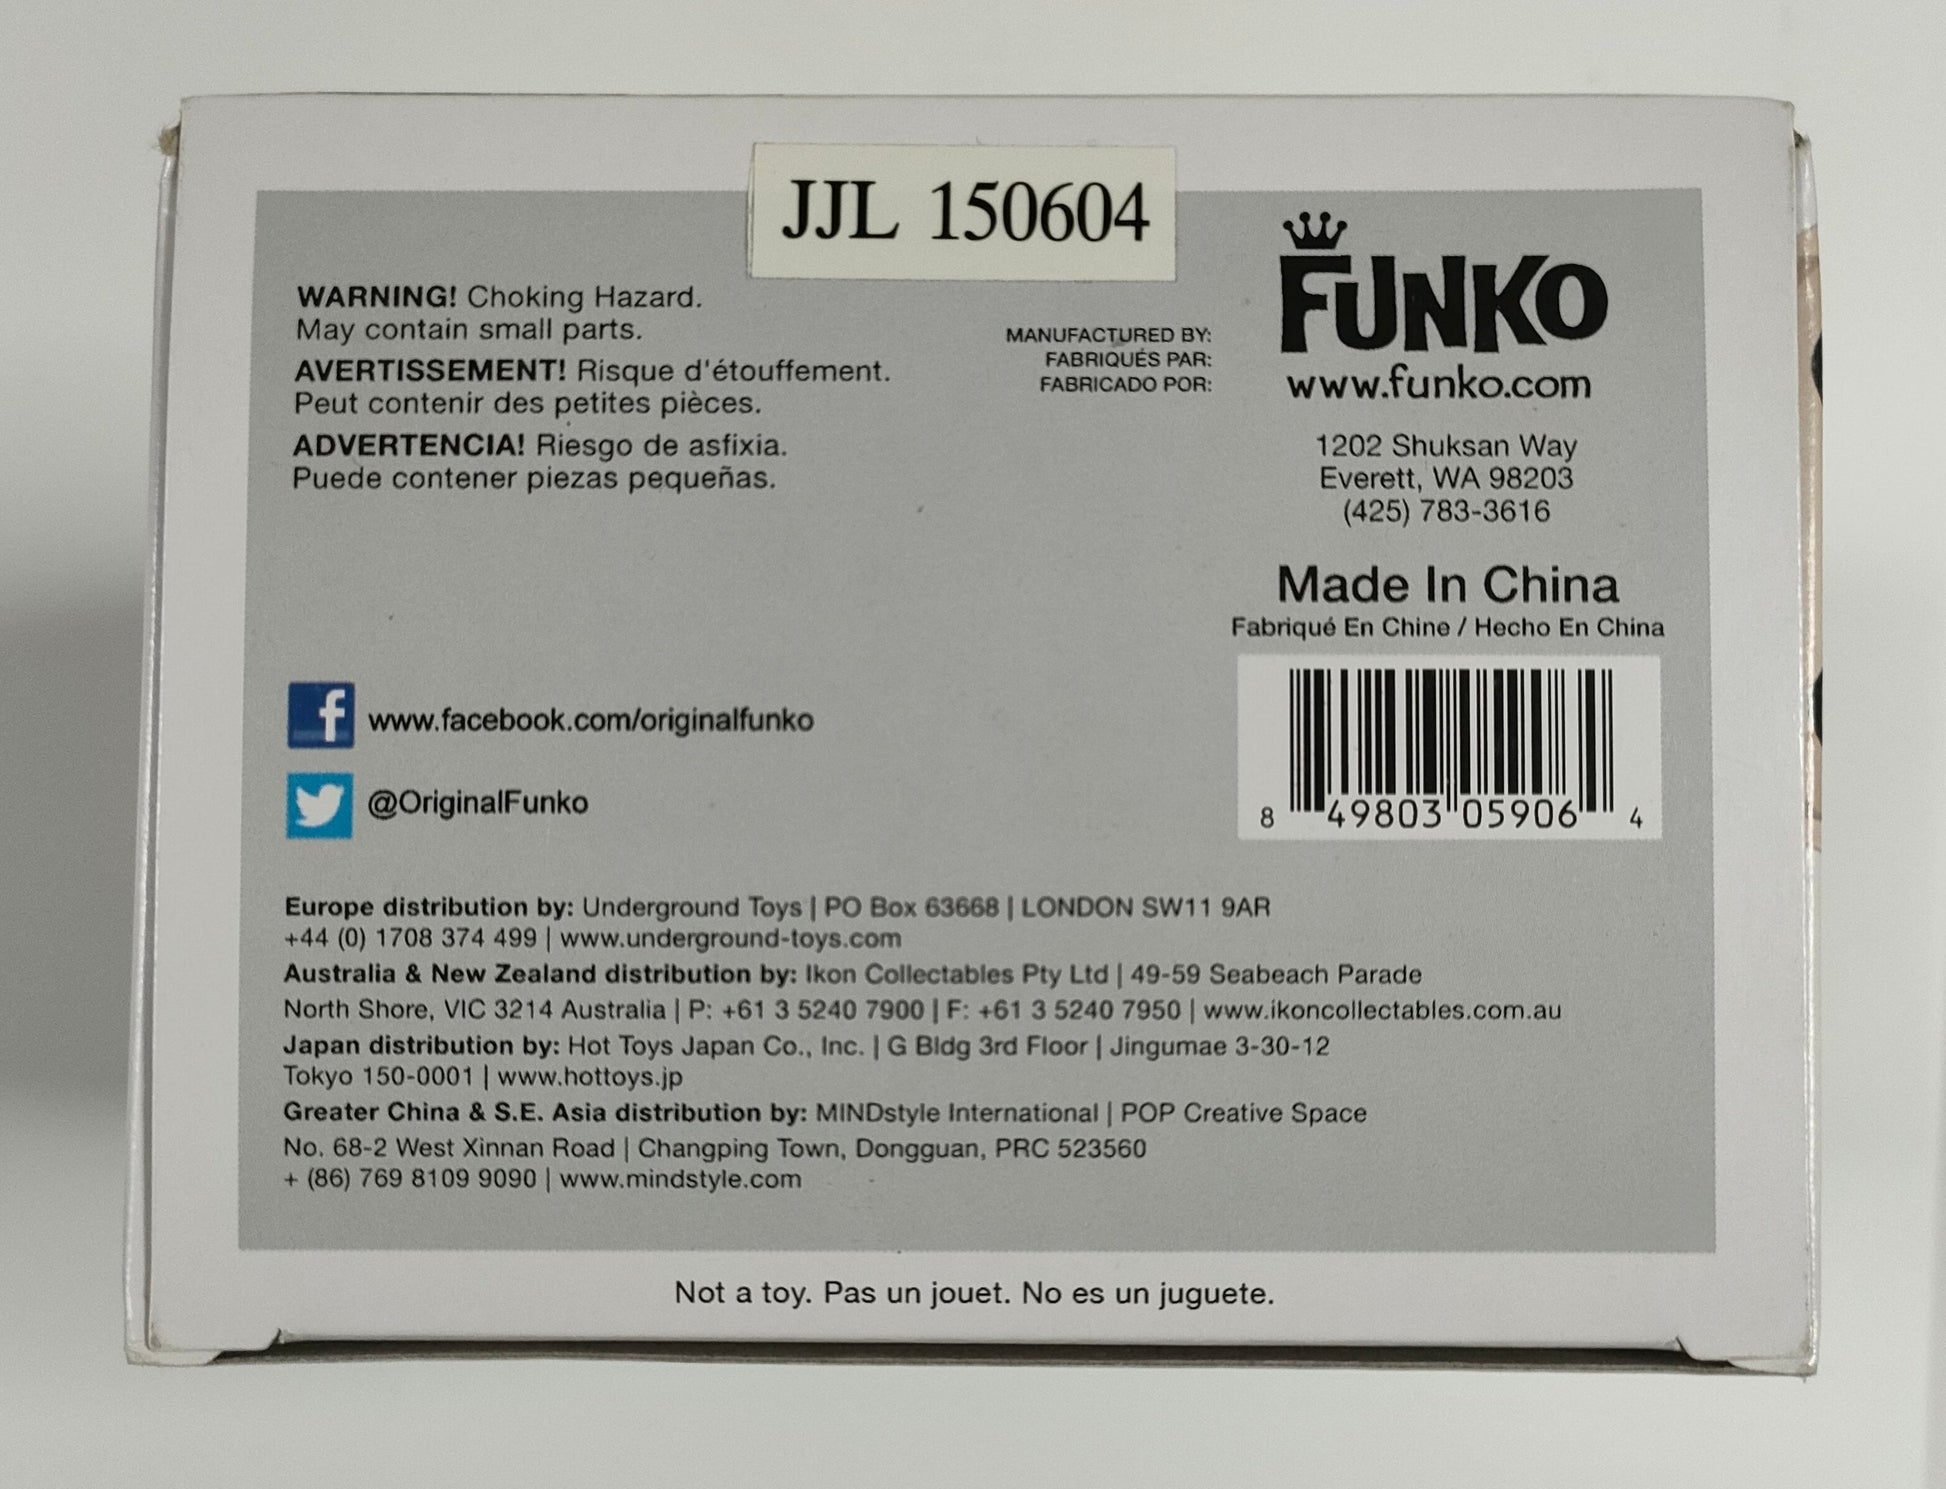 JJL 150604
WARNING! Choking Hazard.
May contain small parts.
AVERTISSEMENT! Risque d'étouffement.
Peut contenir des petites pièces.
ADVERTENCIA! Riesgo de asfixia.
Puede contener piezas pequeñas.
MANUFACTURED BY:
FABRIQUÉS PAR:
FABRICADO POR:
FUNKO
www.funko.com
1202 Shuksan Way
Everett, WA 98203
(425) 783-3616
Made In China
Fabriqué En Chine / Hecho En China
8 49803 05906 4
f www.facebook.com/originalfunko
@OriginalFunko
Europe distribution by: Underground Toys | PO Box 63668 | LONDON SW11 9AR
+44 (0) 1708 374 499 | www.underground-toys.com
Australia & New Zealand distribution by: Ikon Collectables Pty Ltd | 49-59 Seabeach Parade
North Shore, VIC 3214 Australia | P: +61 3 5240 7900 | F: +61 3 5240 7950 | www.ikoncollectables.com.au
Japan distribution by: Hot Toys Japan Co., Inc. | G Bldg 3rd Floor | Jingumae 3-30-12
Tokyo 150-0001 | www.hottoys.jp
Greater China & S.E. Asia distribution by: MINDstyle International | POP Creative Space
No. 68-2 West Xinnan Road | Changping Town, Dongguan, PRC 523560
+ (86) 769 8109 9090 | www.mindstyle.com
Not a toy. Pas un jouet. No es un juguete.